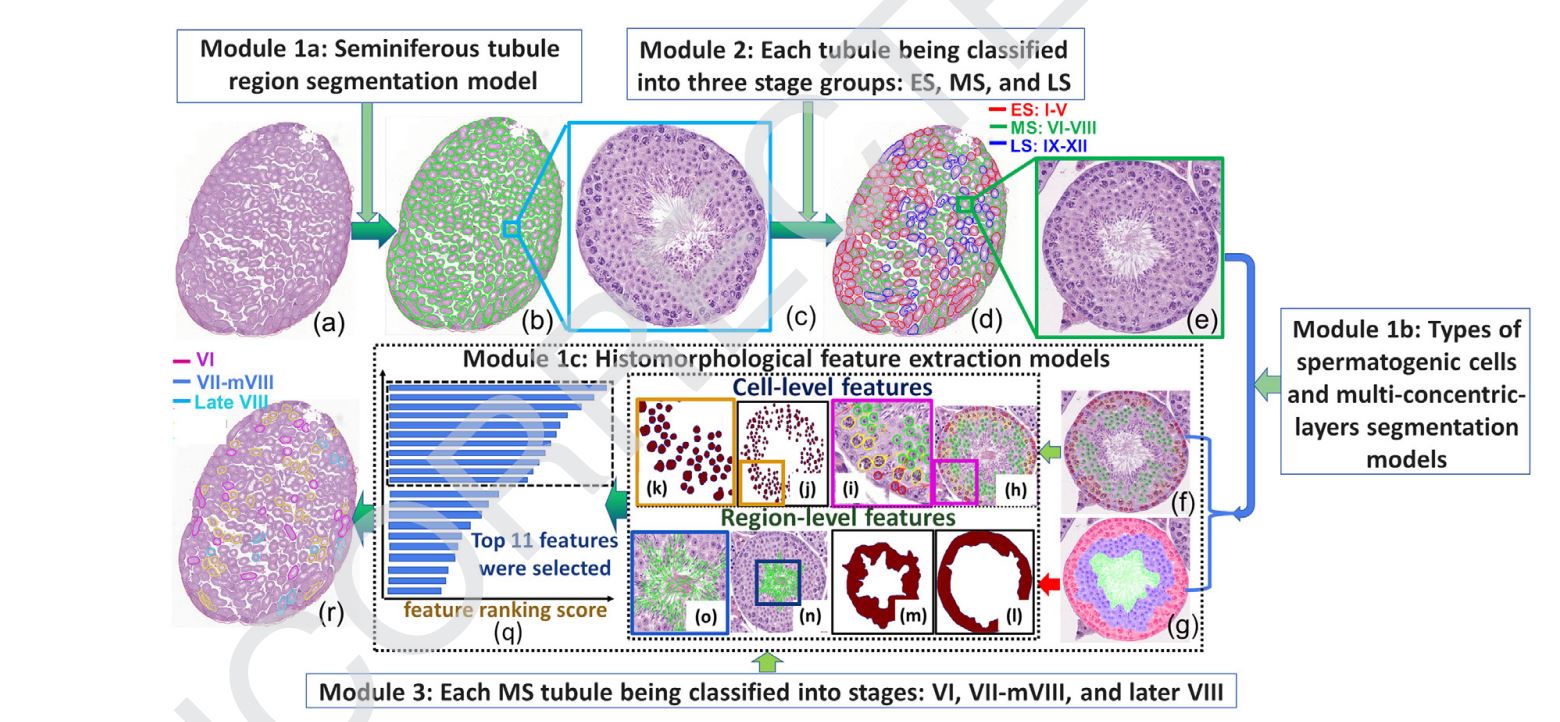 Module 1a: Seminiferous tubule
region segmentation model
Module 2: Each tubule being classified
into three stage groups: ES, MS, and LS
ES: I-V
MS: VI-VIII
LS: IX-XII
(a)
(b)
(c)
(d)
(e)
Module 1b: Types of
spermatogenic cells
and multi-concentric-
layers segmentation
models
VI
VII-mVIII
Late VIII
(r)
Module 1c: Histomorphological feature extraction models
Cell-level features
(k)
(j)
(i)
(h)
(f)
Region-level features
Top 11 features
were selected
feature ranking score
(q)
(o)
(n)
(m)
(l)
(g)
Module 3: Each MS tubule being classified into stages: VI, VII-mVIII, and later VIII